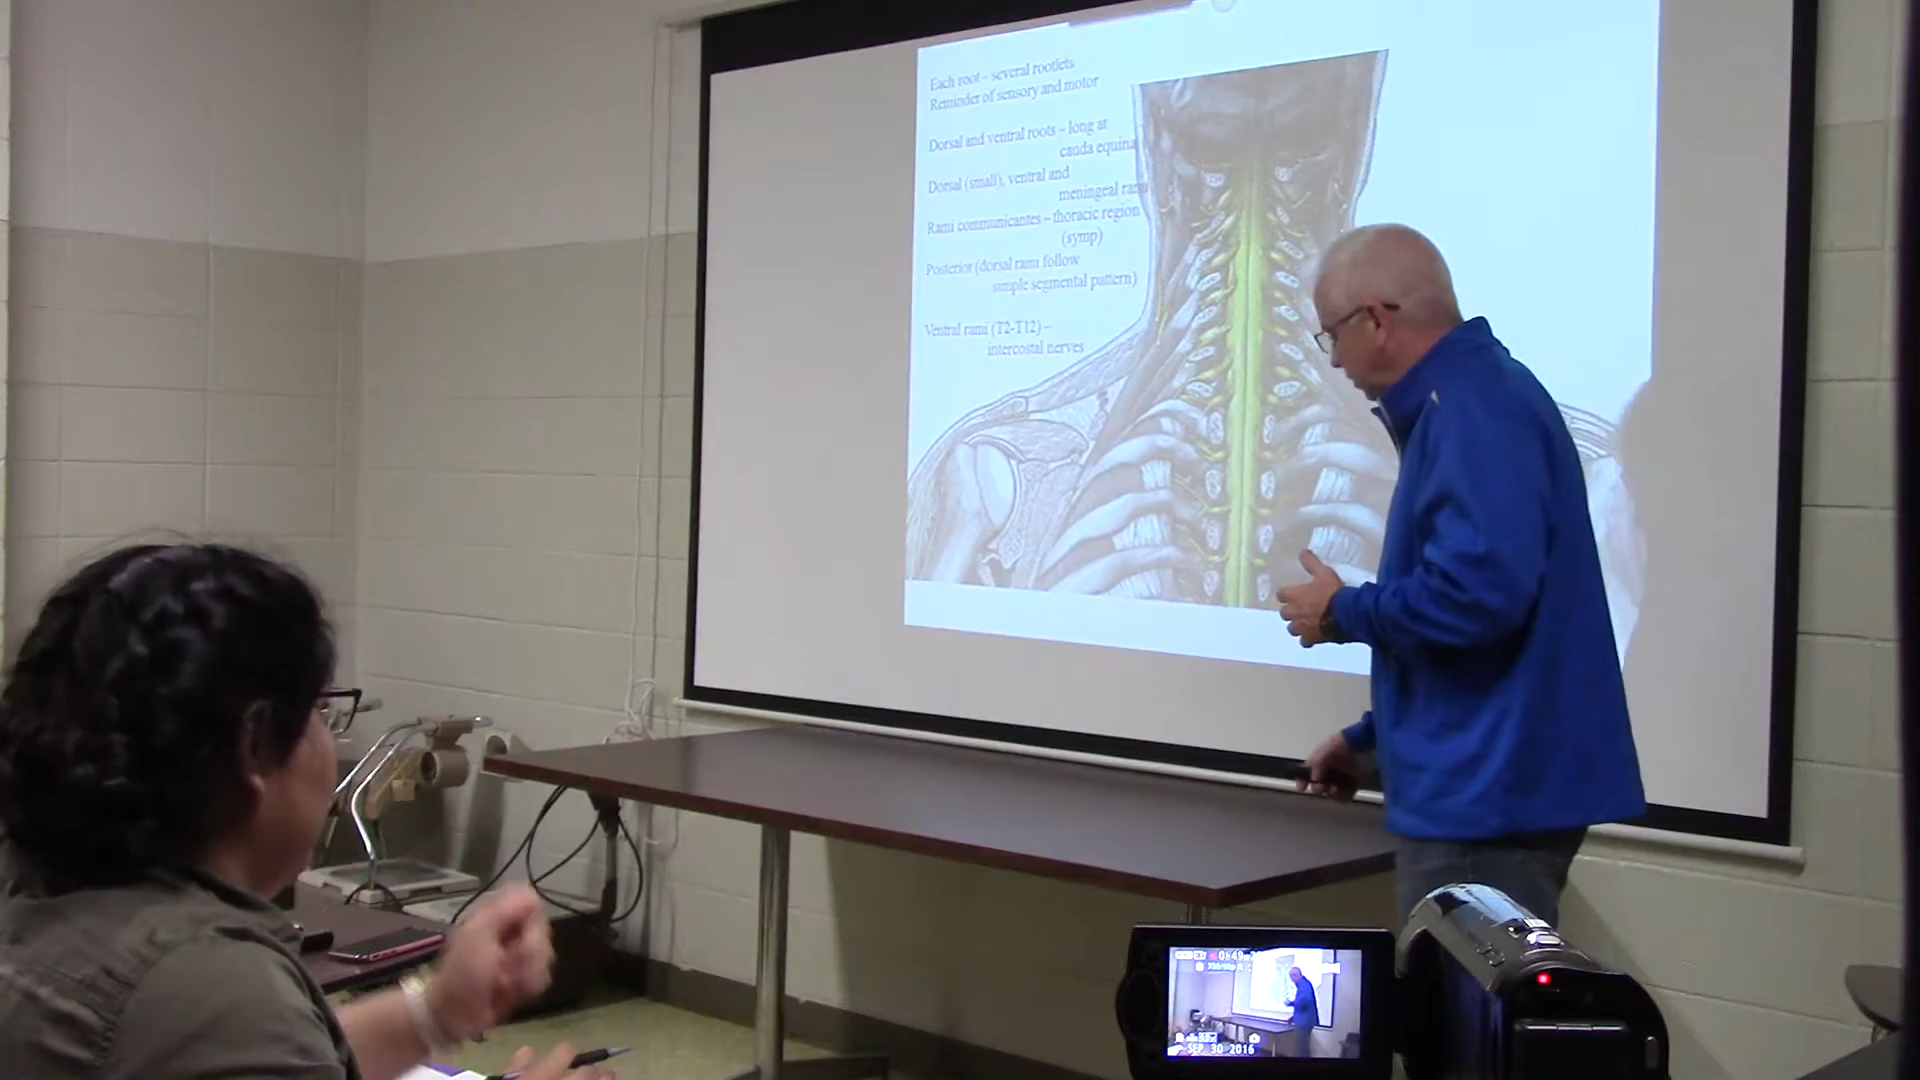 Each root – several rootlets
Reminder of sensory and motor
Dorsal and ventral roots – long at
cauda equina
Dorsal (small), ventral and
meningeal rami
Rami communicantes – thoracic region
(symp)
Posterior (dorsal rami follow
simple segmental pattern)
Ventral rami (T2-T12) –
intercostal nerves
SEP 30 2016